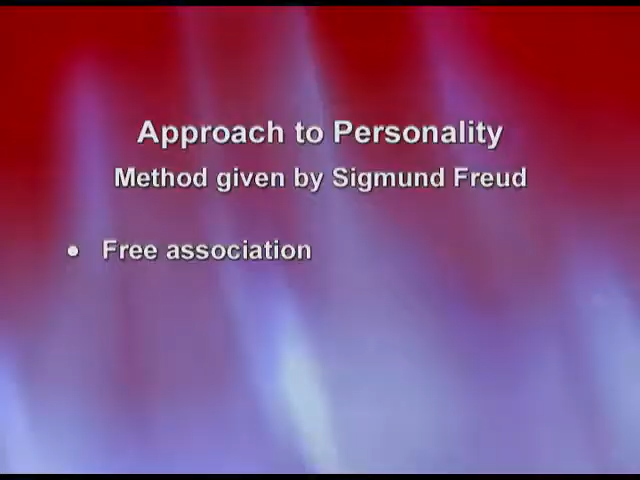 Approach to Personality
Method given by Sigmund Freud
● Free association